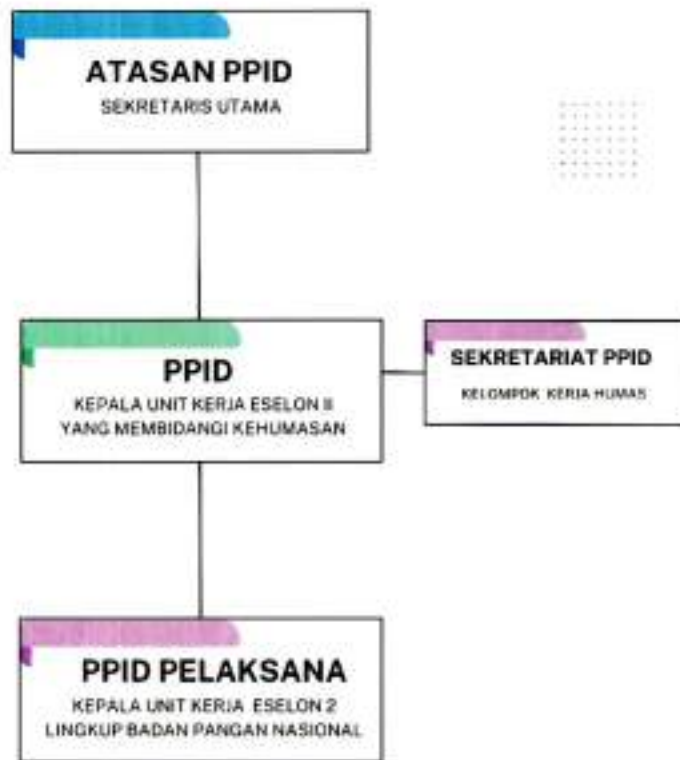 ATASAN PPID
SEKRETARIS UTAMA
PPID
KEPALA UNIT KERJA ESELON II
YANG MEMBIDANGI KEHUMASAN
SEKRETARIAT PPID
KELOMPOK KERJA HUMAS
PPID PELAKSANA
KEPALA UNIT KERJA ESELON 2
LINGKUP BADAN PANGAN NASIONAL